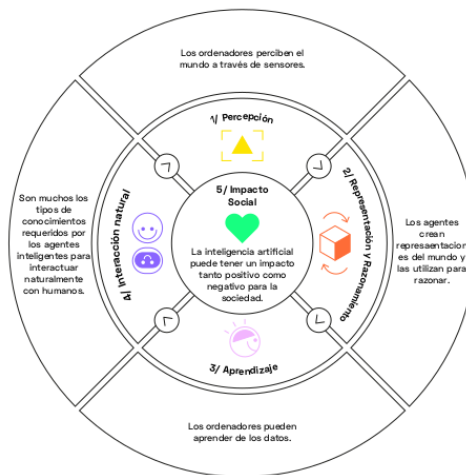 Los ordenadores perciben el
mundo a través de sensores.
1/ Percepción
2/ Representación y Razonamiento
Los agentes
crean
represaentacion
es del mundo y
las utilizan para
razonar.
3/ Aprendizaje
Los ordenadores pueden
aprender de los datos.
4/ Interacción natural
Son muchos los
tipos de
conocimientos
requeridos por
los agentes
inteligentes para
interactuar
naturalmente
con humanos.
5/ Impacto
Social
La inteligencia artificial
puede tener un impacto
tanto positivo como
negativo para la
sociedad.